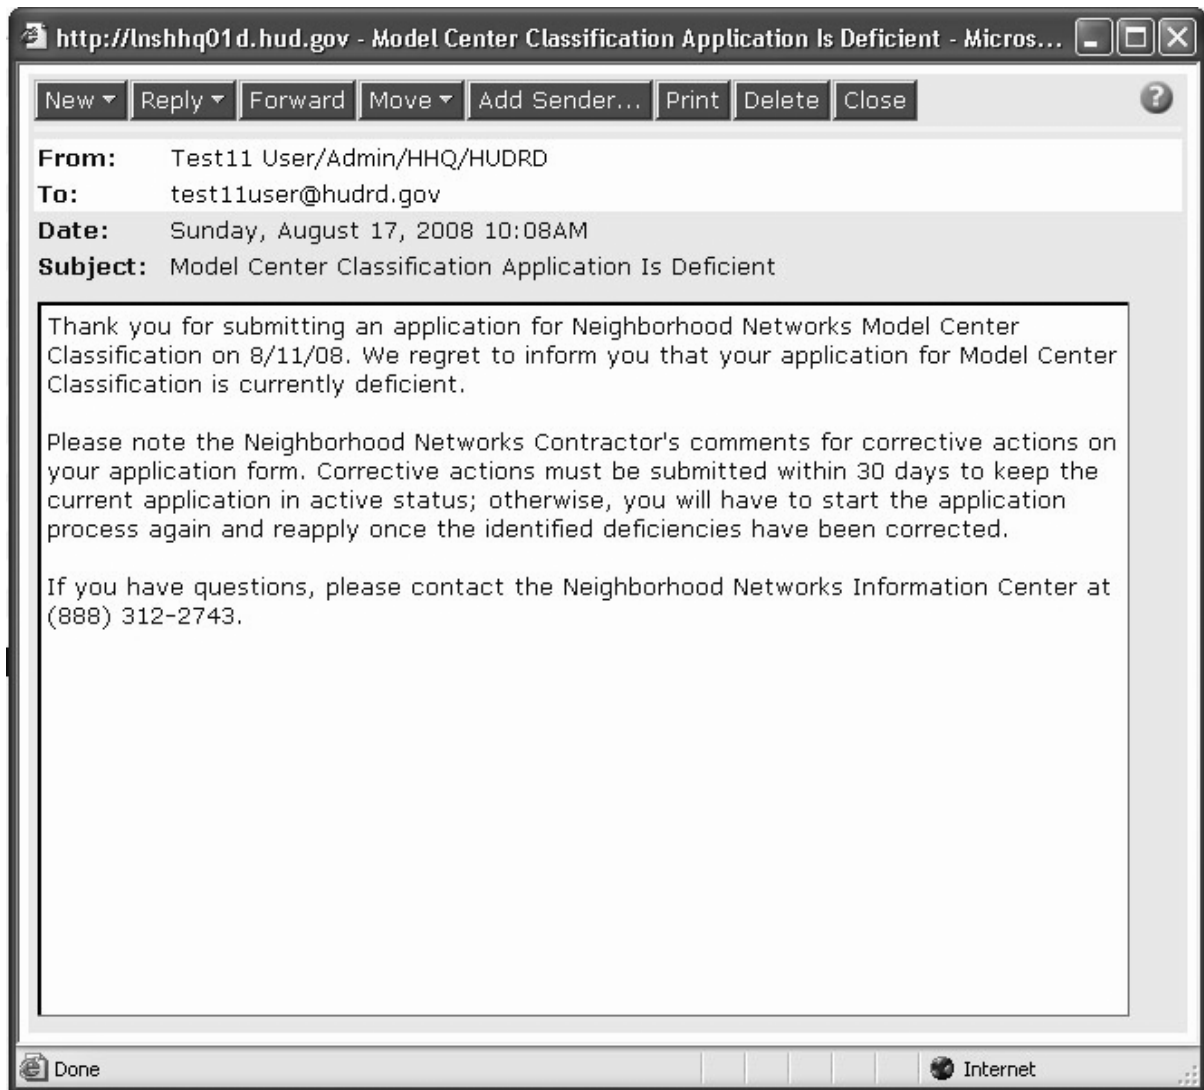 http://lnshhq01d.hud.gov - Model Center Classification Application Is Deficient - Micros...
New Reply Forward Move Add Sender... Print Delete Close ?
From: Test11 User/Admin/HHQ/HUDRD
To: test11user@hudrd.gov
Date: Sunday, August 17, 2008 10:08AM
Subject: Model Center Classification Application Is Deficient
Thank you for submitting an application for Neighborhood Networks Model Center
Classification on 8/11/08. We regret to inform you that your application for Model Center
Classification is currently deficient.
Please note the Neighborhood Networks Contractor's comments for corrective actions on
your application form. Corrective actions must be submitted within 30 days to keep the
current application in active status; otherwise, you will have to start the application
process again and reapply once the identified deficiencies have been corrected.
If you have questions, please contact the Neighborhood Networks Information Center at
(888) 312-2743.
Done Internet